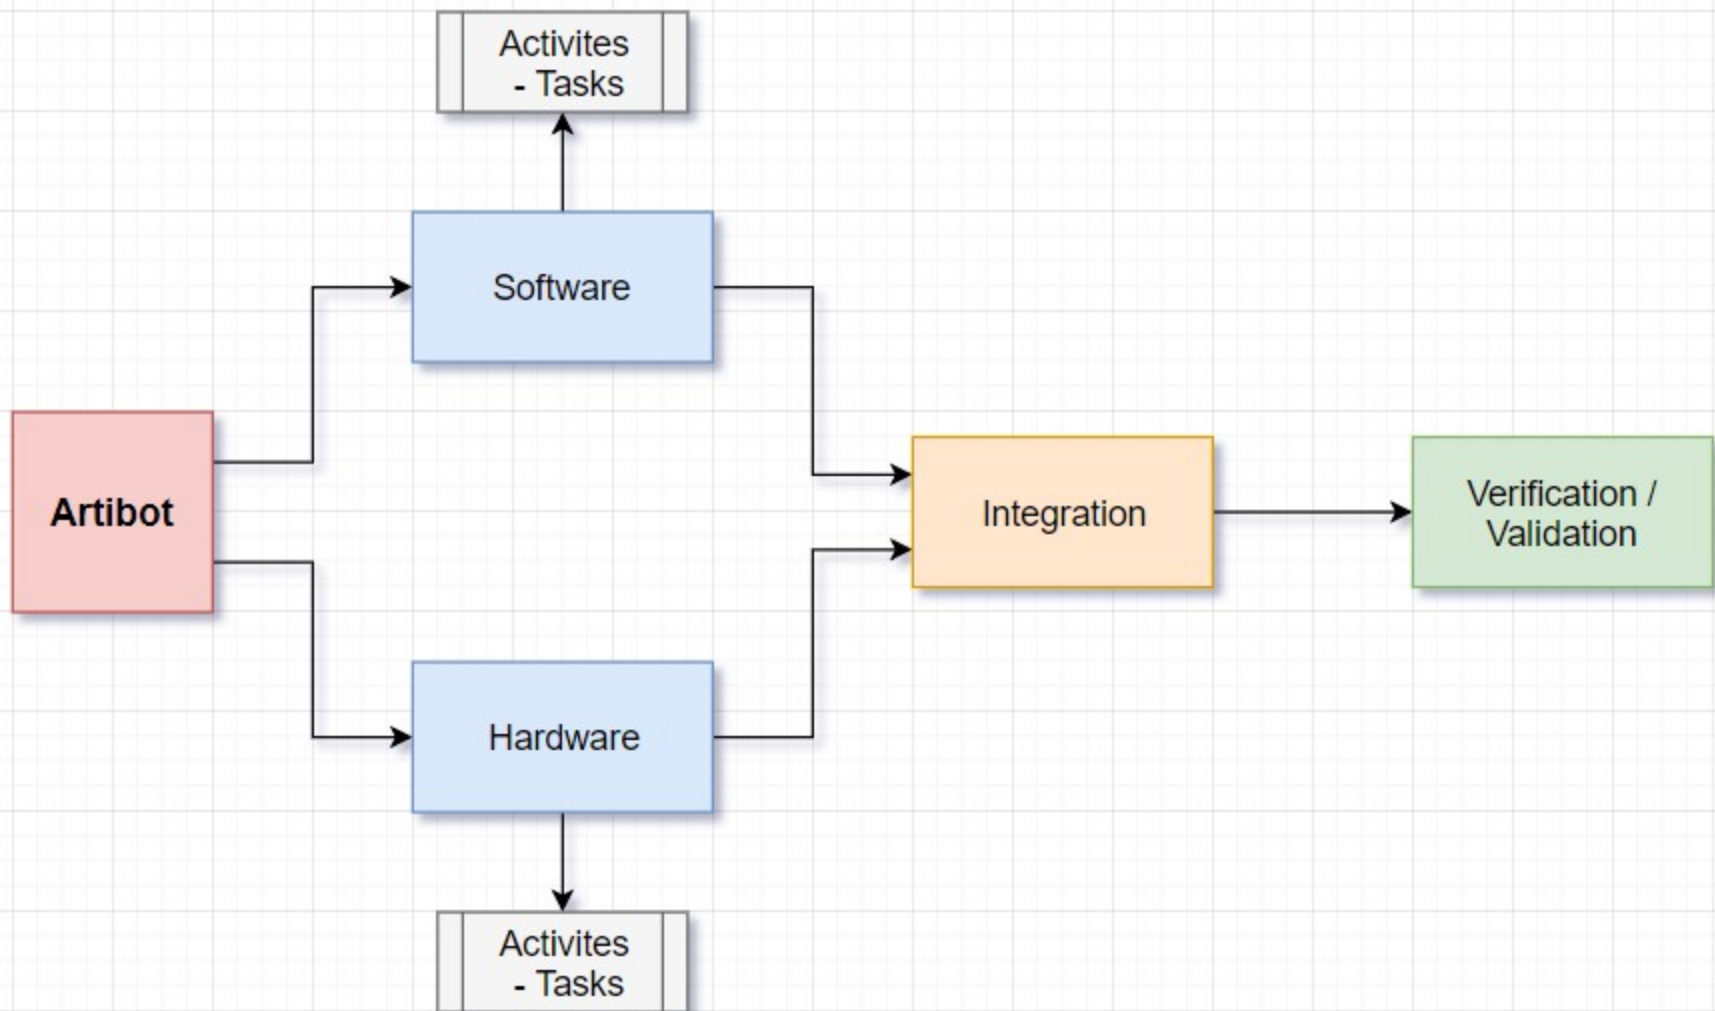 Activites
- Tasks
Software
Artibot
Integration
Verification /
Validation
Hardware
Activites
- Tasks